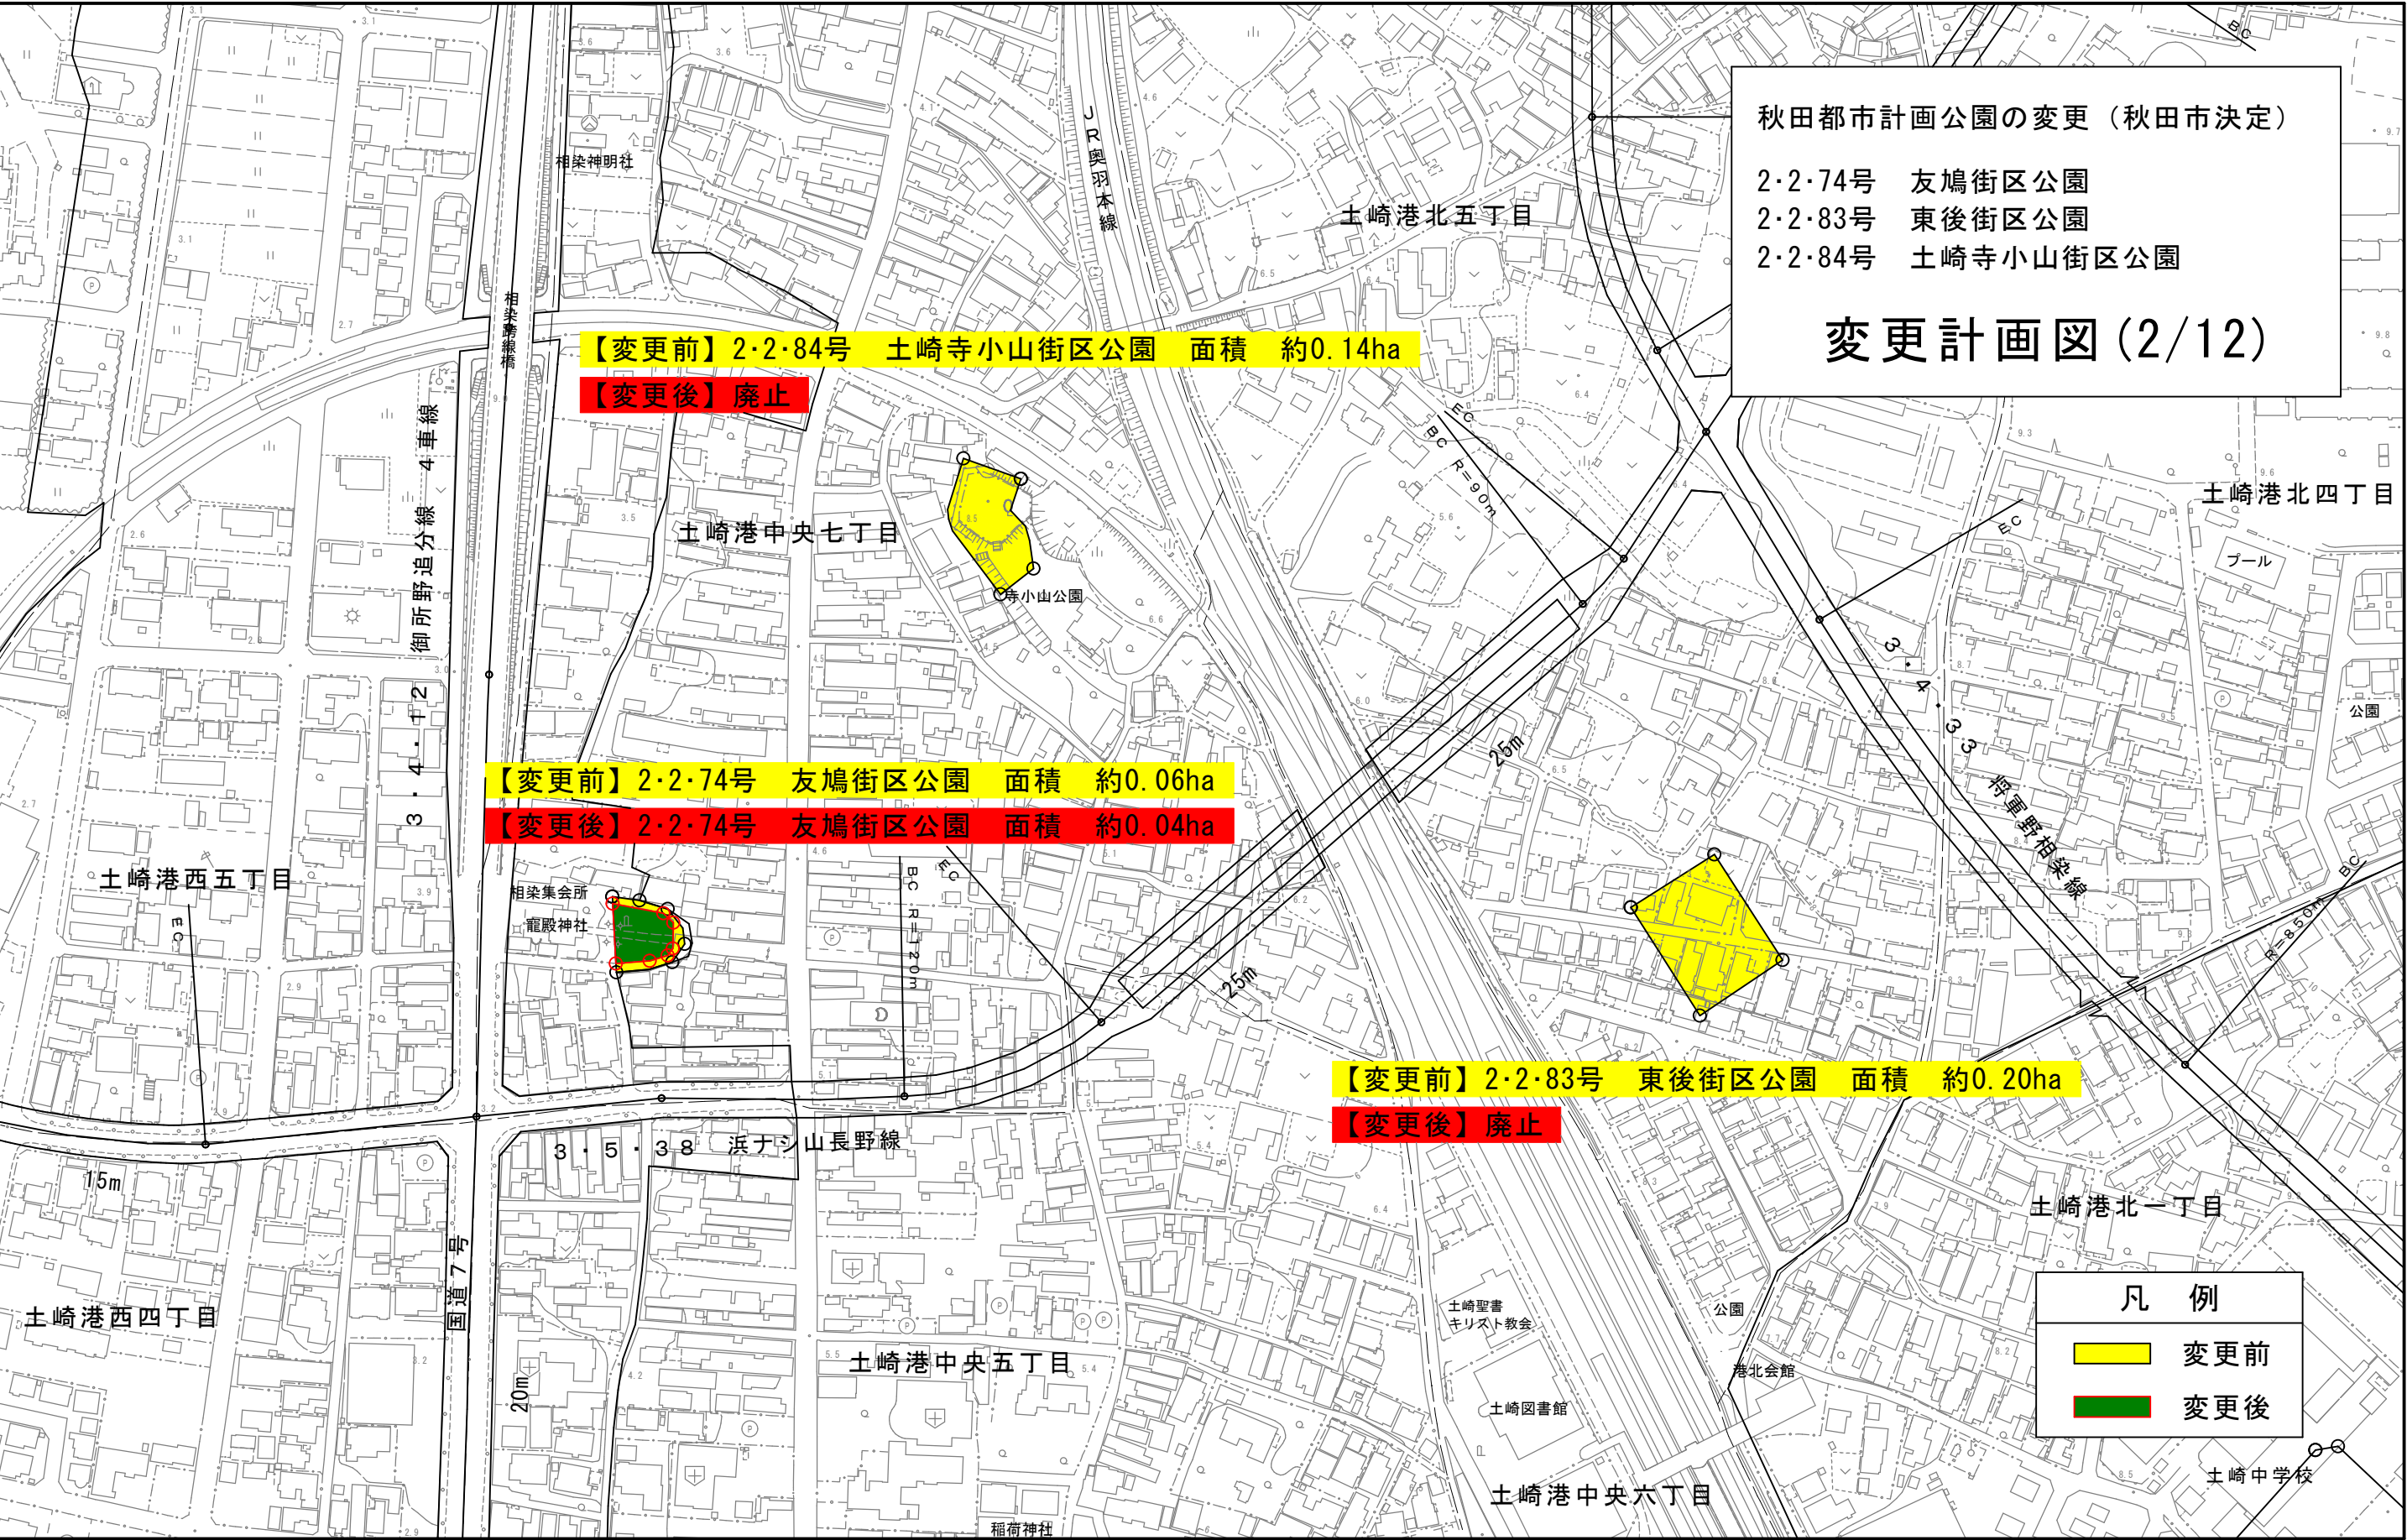 秋田都市計画公園の変更（秋田市決定）
2・2・74号　友鳩街区公園
2・2・83号　東後街区公園
2・2・84号　土崎寺小山街区公園
変更計画図(2/12)
【変更前】2・2・84号　土崎寺小山街区公園　面積　約0.14ha
【変更後】廃止
【変更前】2・2・74号　友鳩街区公園　面積　約0.06ha
【変更後】2・2・74号　友鳩街区公園　面積　約0.04ha
【変更前】2・2・83号　東後街区公園　面積　約0.20ha
【変更後】廃止
相染神明社
JR奥羽本線
土崎港北五丁目
相染跨線橋
3・4・12　御所野追分線 4車線
土崎港中央七丁目
寺小山公園
EC
BC R=90m
土崎港北四丁目
プール
EC
公園
3・4・33　将軍野相染線
25m
25m
土崎港西五丁目
EC
相染集会所
竈殿神社
BC R=120m
EC
BC
R=850m
BC
3・5・38　浜ナシ山長野線
15m
国道7号
20m
土崎港西四丁目
土崎港中央五丁目
土崎聖書
キリスト教会
公園
港北会館
土崎図書館
土崎港中央六丁目
土崎港北一丁目
土崎中学校
稲荷神社
凡　例
変更前
変更後